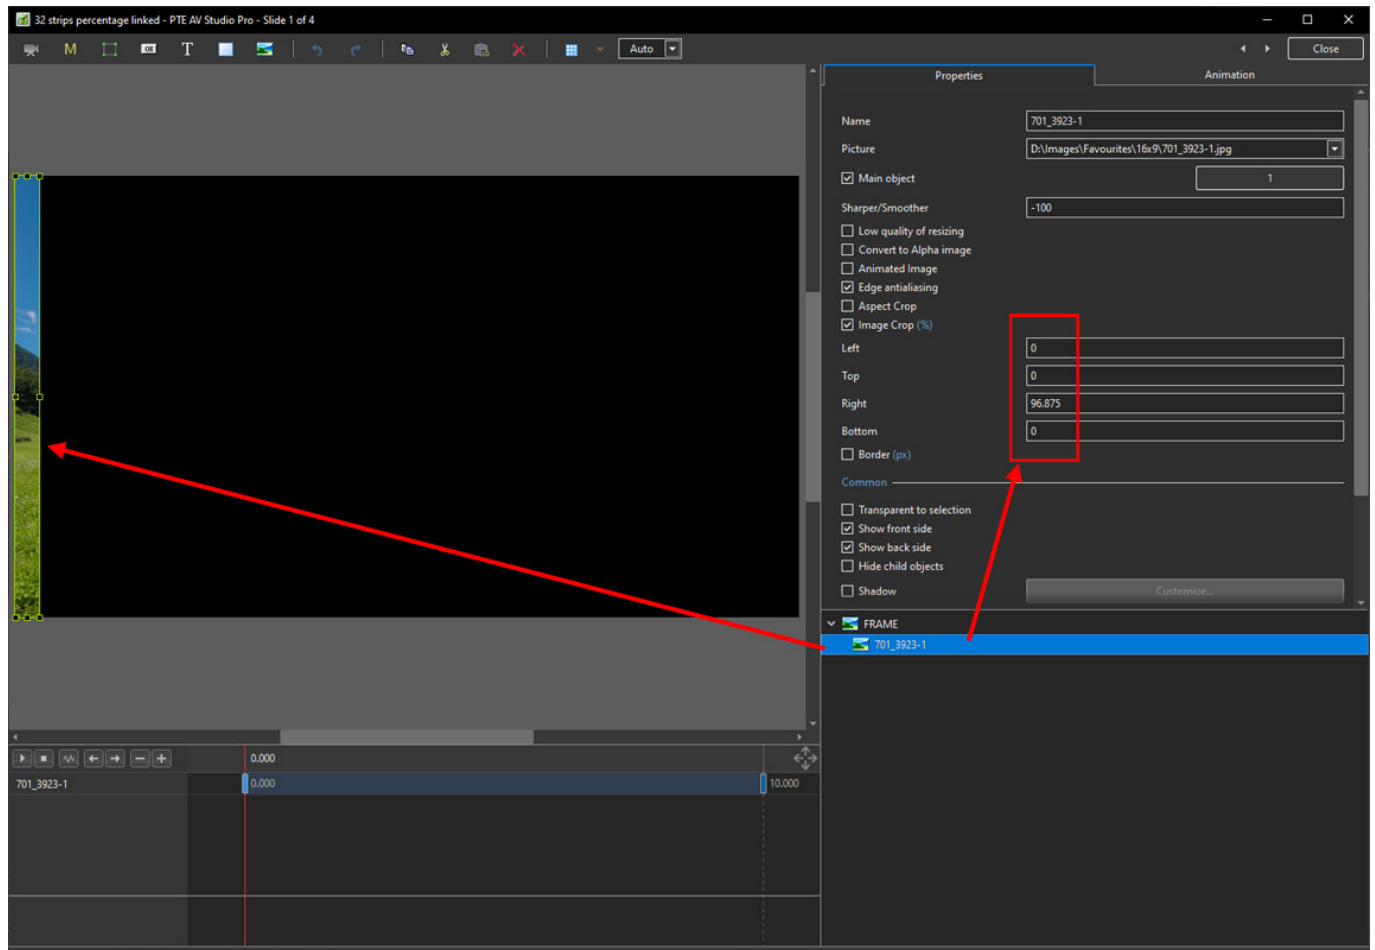 32 strips percentage linked - PTE AV Studio Pro - Slide 1 of 4
M OK T Auto Close
Properties Animation
Name 701_3923-1
Picture D:\Images\Favourites\16x9\701_3923-1.jpg
Main object 1
Sharper/Smoother -100
Low quality of resizing
Convert to Alpha image
Animated Image
Edge antialiasing
Aspect Crop
Image Crop (%)
Left 0
Top 0
Right 96.875
Bottom 0
Border (px)
Common
Transparent to selection
Show front side
Show back side
Hide child objects
Shadow Customize...
FRAME
701_3923-1
0.000
701_3923-1 0.000 10.000